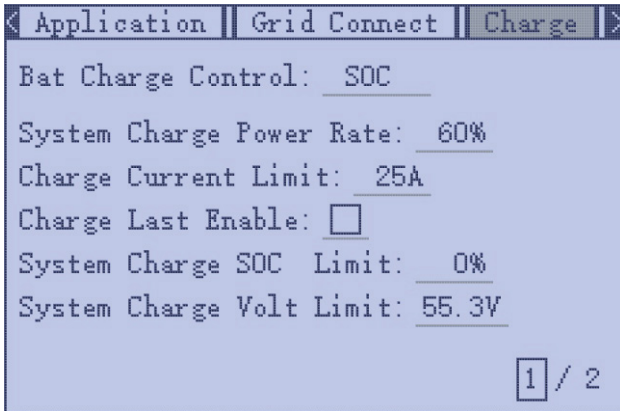 < Application Grid Connect Charge >
Bat Charge Control: SOC
System Charge Power Rate: 60%
Charge Current Limit: 25A
Charge Last Enable:
System Charge SOC Limit: 0%
System Charge Volt Limit: 55.3V
1 / 2